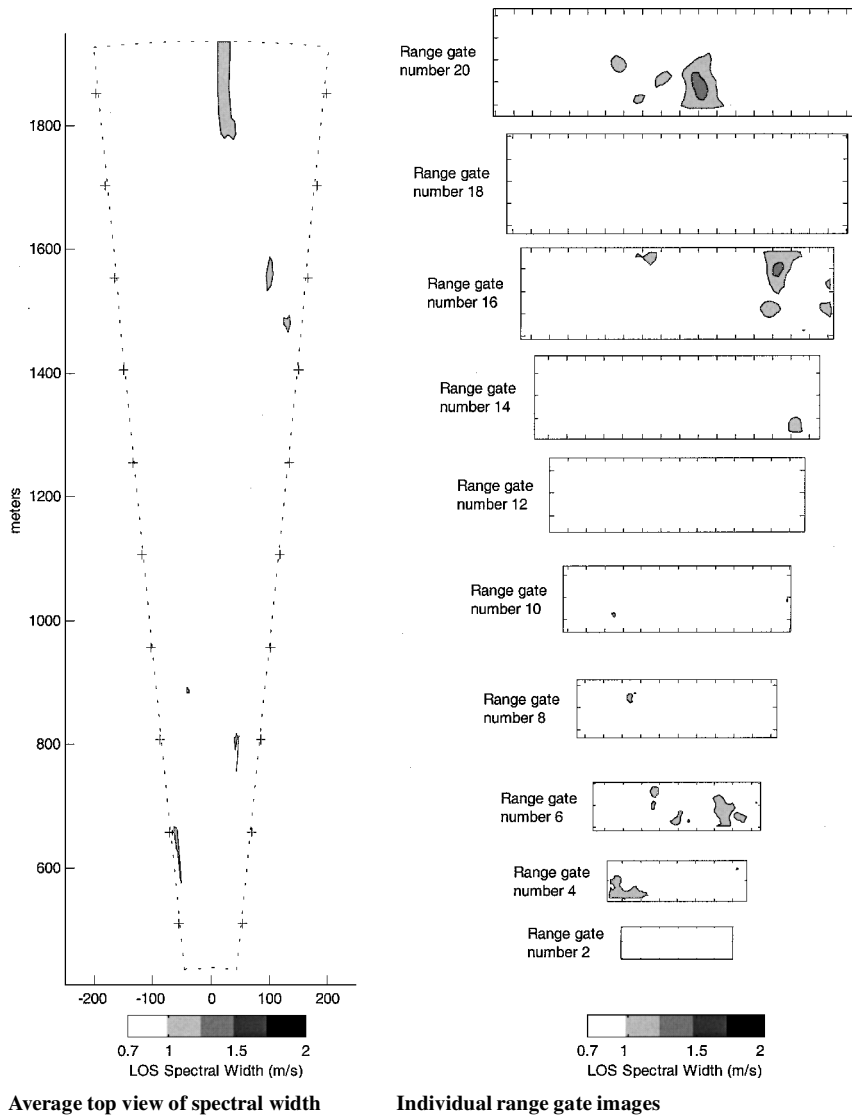 1800
1600
1400
1200
1000
800
600
meters
-200 -100 0 100 200
0.7 1 1.5 2
LOS Spectral Width (m/s)
Average top view of spectral width
Range gate
number 20
Range gate
number 18
Range gate
number 16
Range gate
number 14
Range gate
number 12
Range gate
number 10
Range gate
number 8
Range gate
number 6
Range gate
number 4
Range gate
number 2
0.7 1 1.5 2
LOS Spectral Width (m/s)
Individual range gate images